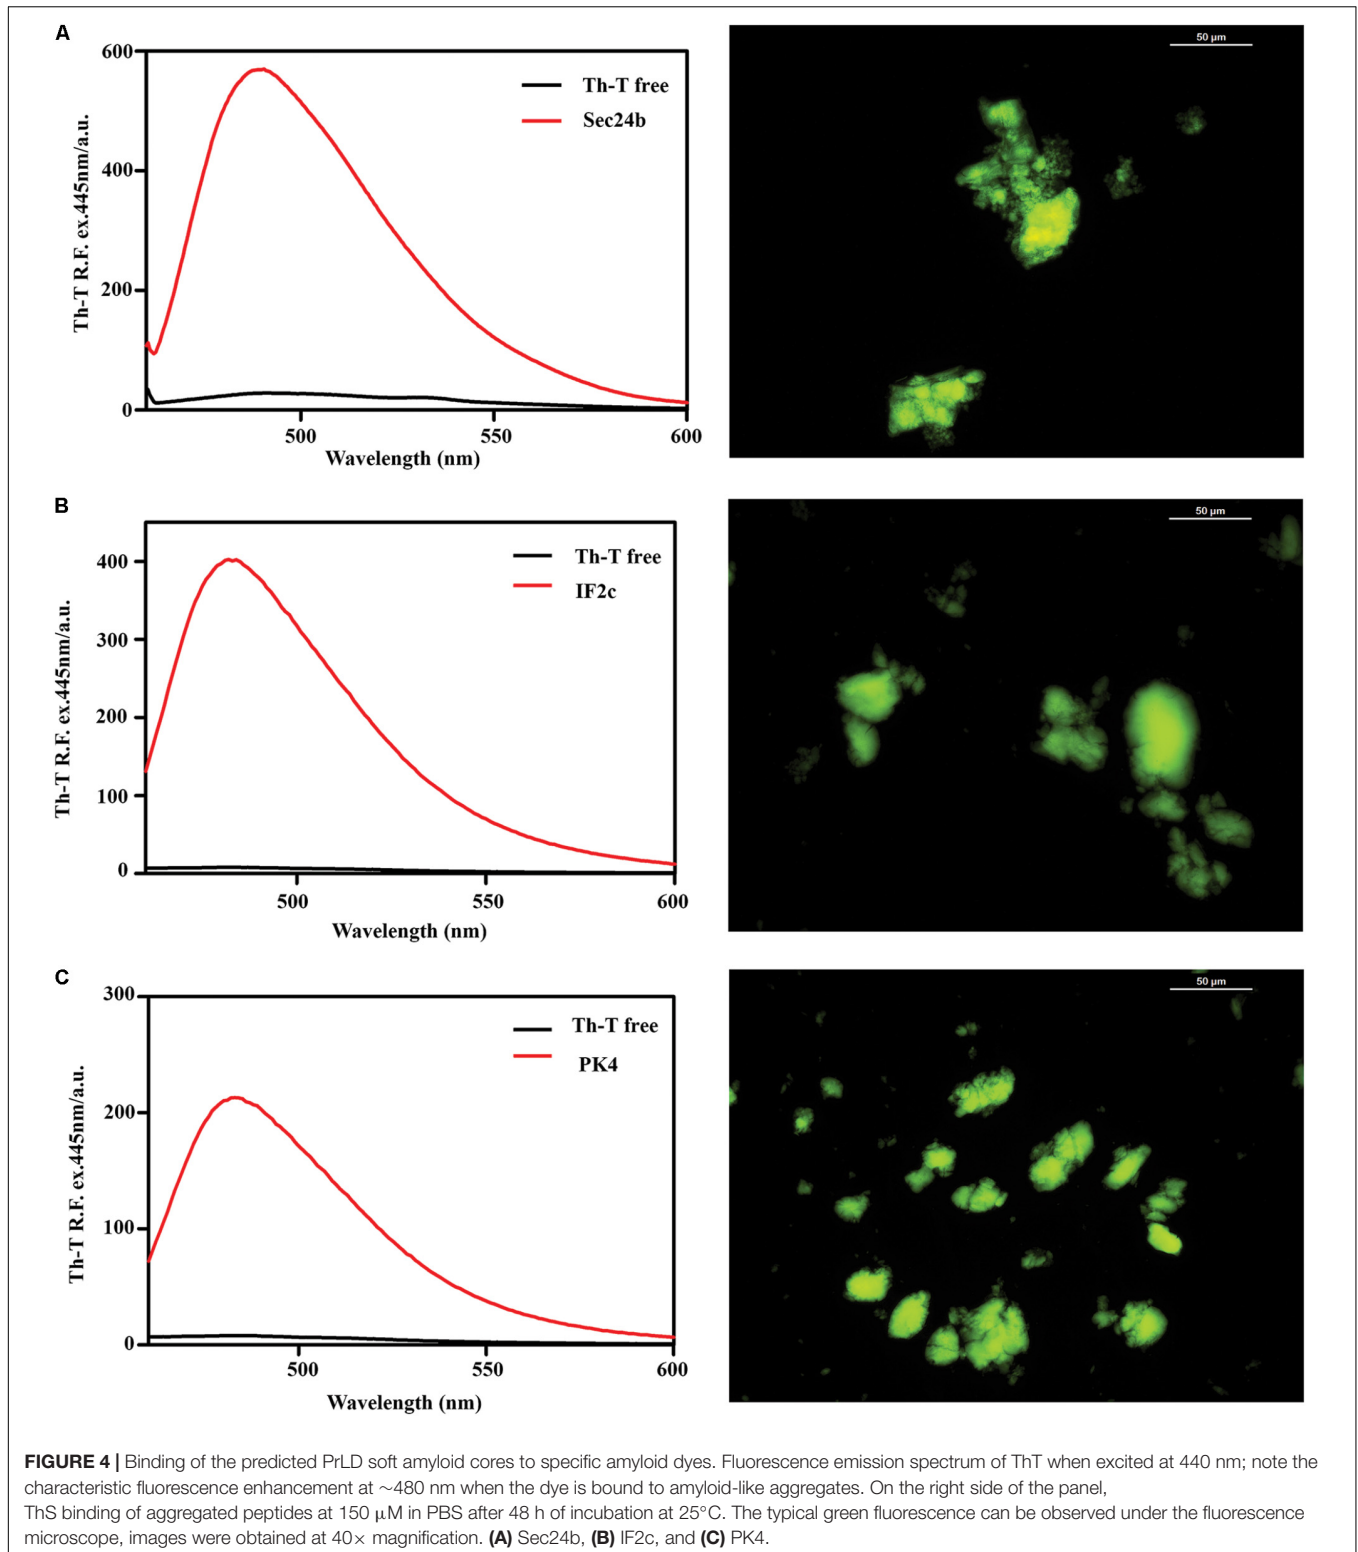 A
600
400
200
0
500
550
600
Th-T R.F. ex.445nm/a.u.
Wavelength (nm)
Th-T free
Sec24b
50 µm
B
400
300
200
100
0
500
550
600
Th-T R.F. ex.445nm/a.u.
Wavelength (nm)
Th-T free
IF2c
50 µm
C
300
200
100
0
500
550
600
Th-T R.F. ex.445nm/a.u.
Wavelength (nm)
Th-T free
PK4
50 µm
FIGURE 4 | Binding of the predicted PrLD soft amyloid cores to specific amyloid dyes. Fluorescence emission spectrum of ThT when excited at 440 nm; note the
characteristic fluorescence enhancement at ∼480 nm when the dye is bound to amyloid-like aggregates. On the right side of the panel,
ThS binding of aggregated peptides at 150 µM in PBS after 48 h of incubation at 25°C. The typical green fluorescence can be observed under the fluorescence
microscope, images were obtained at 40× magnification. (A) Sec24b, (B) IF2c, and (C) PK4.